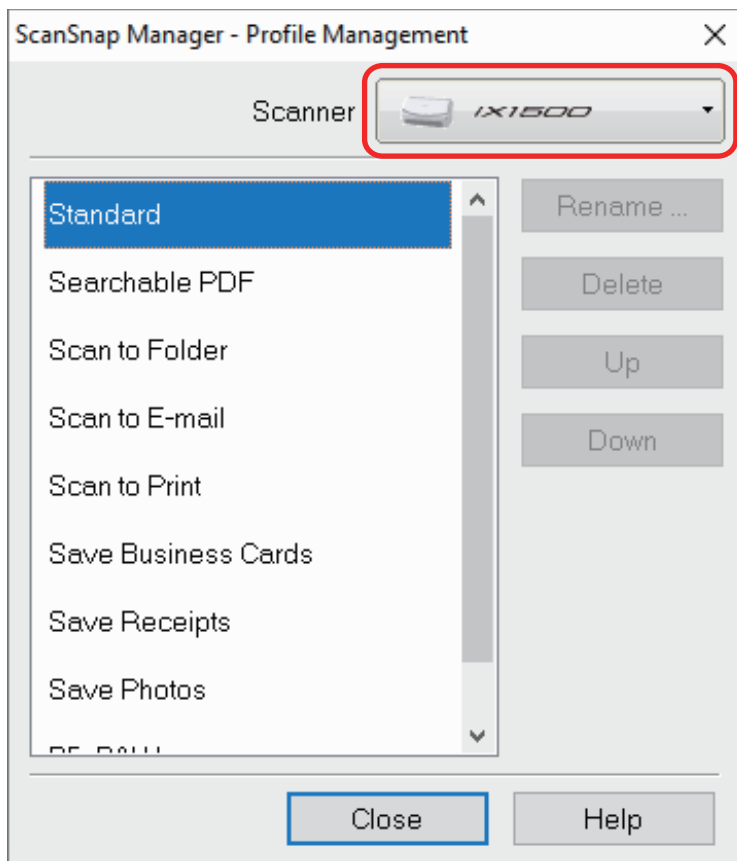 ScanSnap Manager - Profile Management
Scanner iX1500
Standard
Rename ...
Searchable PDF
Delete
Scan to Folder
Up
Scan to E-mail
Down
Scan to Print
Save Business Cards
Save Receipts
Save Photos
Close
Help